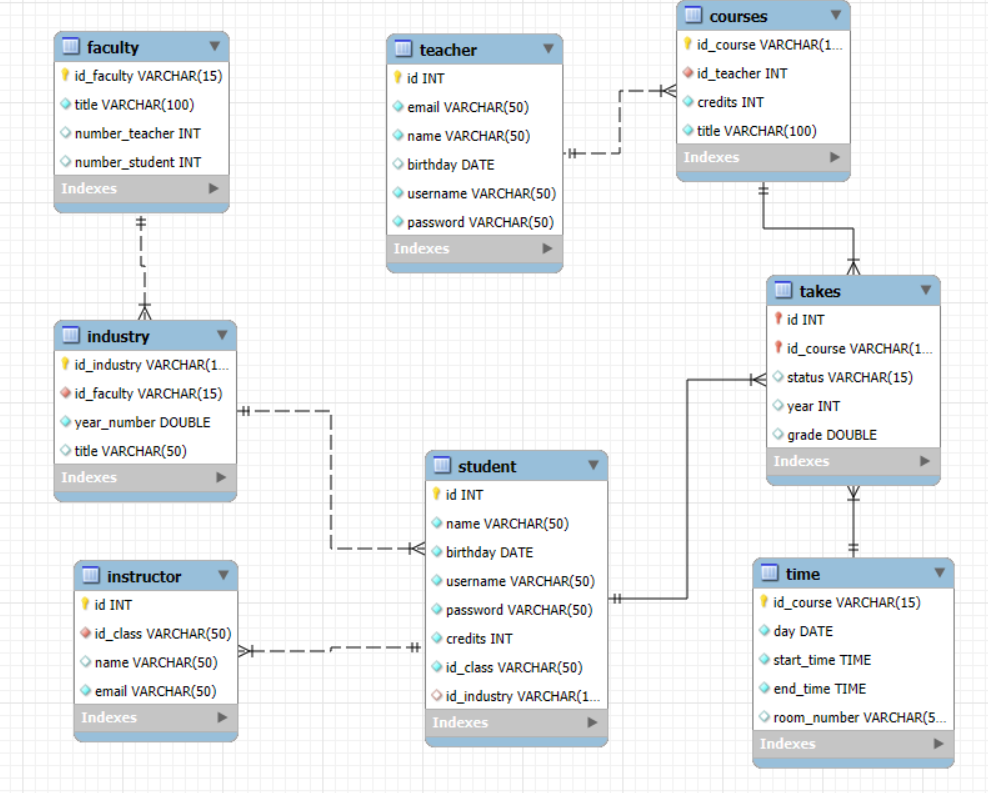 faculty
id_faculty VARCHAR(15)
title VARCHAR(100)
number_teacher INT
number_student INT
Indexes
teacher
id INT
email VARCHAR(50)
name VARCHAR(50)
birthday DATE
username VARCHAR(50)
password VARCHAR(50)
Indexes
courses
id_course VARCHAR(1...
id_teacher INT
credits INT
title VARCHAR(100)
Indexes
industry
id_industry VARCHAR(1...
id_faculty VARCHAR(15)
year_number DOUBLE
title VARCHAR(50)
Indexes
takes
id INT
id_course VARCHAR(1...
status VARCHAR(15)
year INT
grade DOUBLE
Indexes
student
id INT
name VARCHAR(50)
birthday DATE
username VARCHAR(50)
password VARCHAR(50)
credits INT
id_class VARCHAR(50)
id_industry VARCHAR(1...
Indexes
instructor
id INT
id_class VARCHAR(50)
name VARCHAR(50)
email VARCHAR(50)
Indexes
time
id_course VARCHAR(15)
day DATE
start_time TIME
end_time TIME
room_number VARCHAR(5...
Indexes